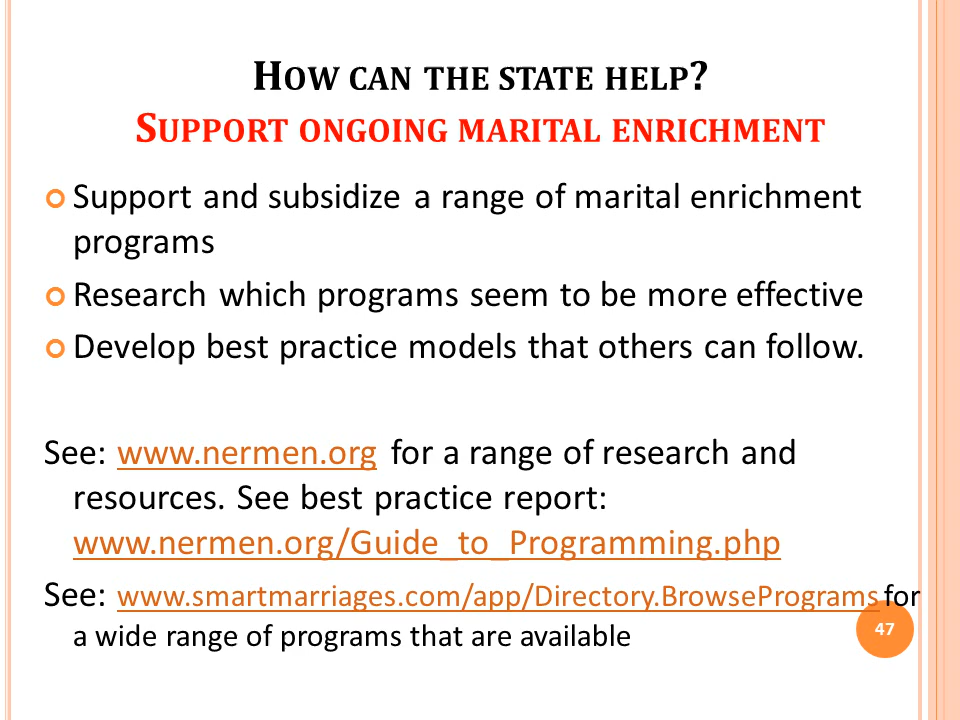 HOW CAN THE STATE HELP?
SUPPORT ONGOING MARITAL ENRICHMENT
Support and subsidize a range of marital enrichment
programs
Research which programs seem to be more effective
Develop best practice models that others can follow.
See: www.nermen.org for a range of research and
resources. See best practice report:
www.nermen.org/Guide_to_Programming.php
See: www.smartmarriages.com/app/Directory.BrowsePrograms for
a wide range of programs that are available
47